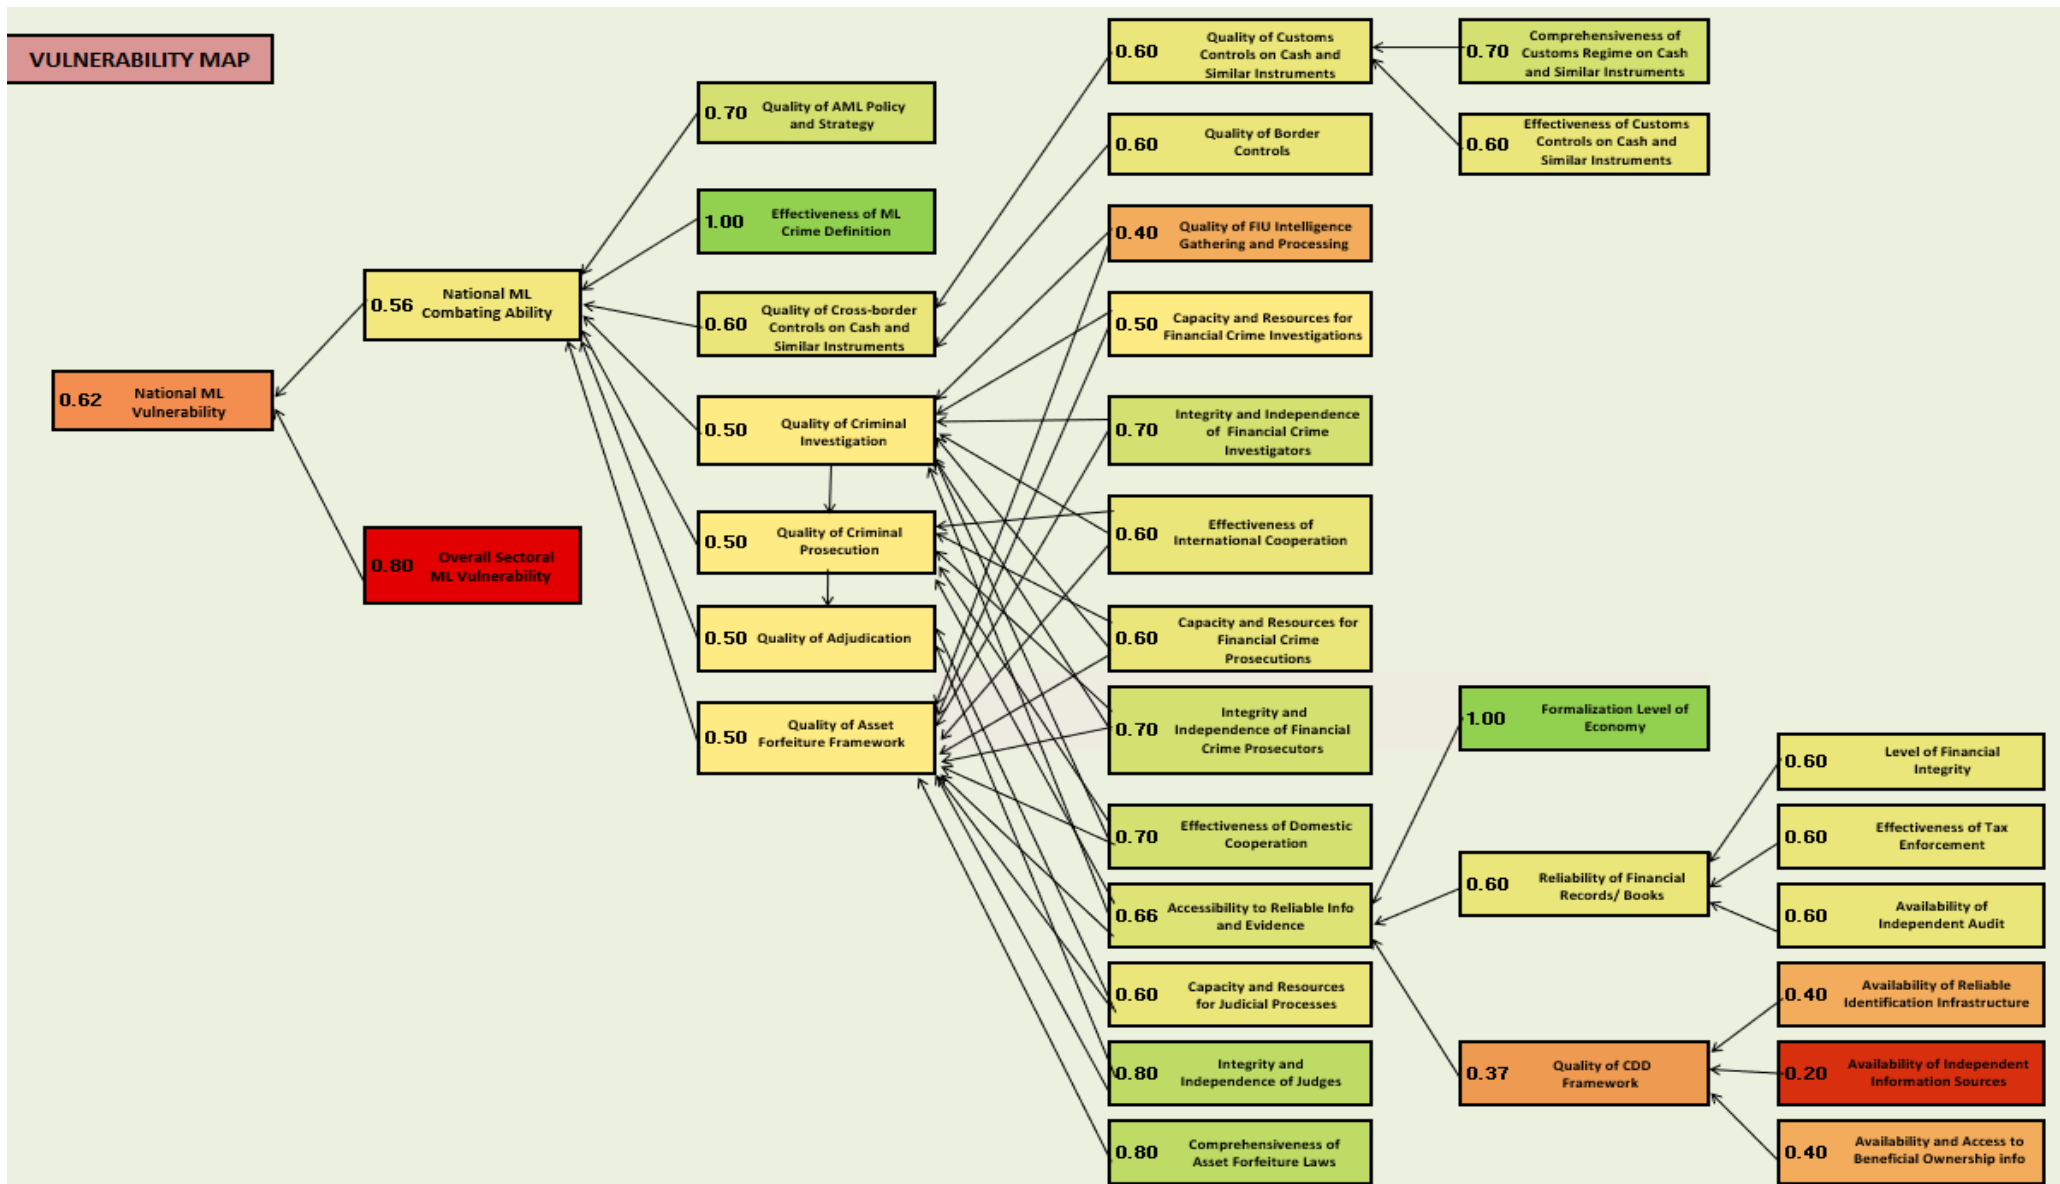 VULNERABILITY MAP
0.62
National ML
Vulnerability
0.56
National ML
Combating Ability
0.80
Overall Sectoral
ML Vulnerability
0.70
Quality of AML Policy
and Strategy
1.00
Effectiveness of ML
Crime Definition
0.60
Quality of Cross-border
Controls on Cash and
Similar Instruments
0.50
Quality of Criminal
Investigation
0.50
Quality of Criminal
Prosecution
0.50
Quality of Adjudication
0.50
Quality of Asset
Forfeiture Framework
0.60
Quality of Customs
Controls on Cash and
Similar Instruments
0.60
Quality of Border
Controls
0.40
Quality of FIU Intelligence
Gathering and Processing
0.50
Capacity and Resources for
Financial Crime Investigations
0.70
Integrity and Independence
of Financial Crime
Investigators
0.60
Effectiveness of
International Cooperation
0.60
Capacity and Resources for
Financial Crime
Prosecutions
0.70
Integrity and
Independence of Financial
Crime Prosecutors
0.70
Effectiveness of Domestic
Cooperation
0.66
Accessibility to Reliable Info
and Evidence
0.60
Capacity and Resources
for Judicial Processes
0.80
Integrity and
Independence of Judges
0.80
Comprehensiveness of
Asset Forfeiture Laws
0.70
Comprehensiveness of
Customs Regime on Cash
and Similar Instruments
0.60
Effectiveness of Customs
Controls on Cash and
Similar Instruments
1.00
Formalization Level of
Economy
0.60
Reliability of Financial
Records/ Books
0.37
Quality of CDD
Framework
0.60
Level of Financial
Integrity
0.60
Effectiveness of Tax
Enforcement
0.60
Availability of
Independent Audit
0.40
Availability of Reliable
Identification Infrastructure
0.20
Availability of Independent
Information Sources
0.40
Availability and Access to
Beneficial Ownership info